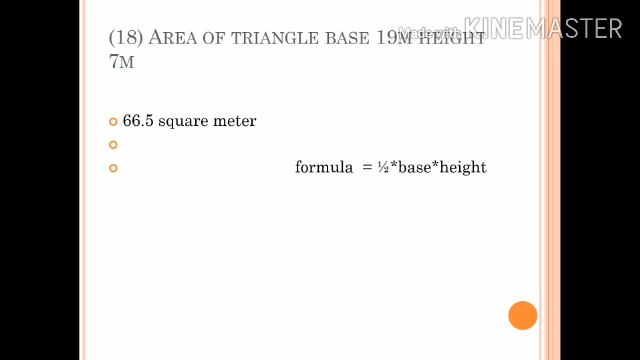 Made with KINEMASTER
(18) AREA OF TRIANGLE BASE 19M HEIGHT
7M
66.5 square meter
formula = ½*base*height